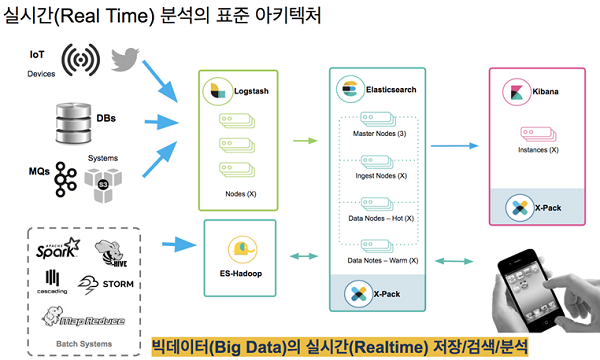 실시간(Real Time) 분석의 표준 아키텍처
IoT
Devices
DBs
Systems
MQs
S3
Logstash
Nodes (X)
Elasticsearch
Master Nodes (3)
Ingest Nodes (X)
Data Nodes – Hot (X)
Data Notes – Warm (X)
X-Pack
Kibana
Instances (X)
X-Pack
APACHE
Spark
HIVE
cascading
STORM
Map Reduce
Batch Systems
ES-Hadoop
빅데이터(Big Data)의 실시간(Realtime) 저장/검색/분석